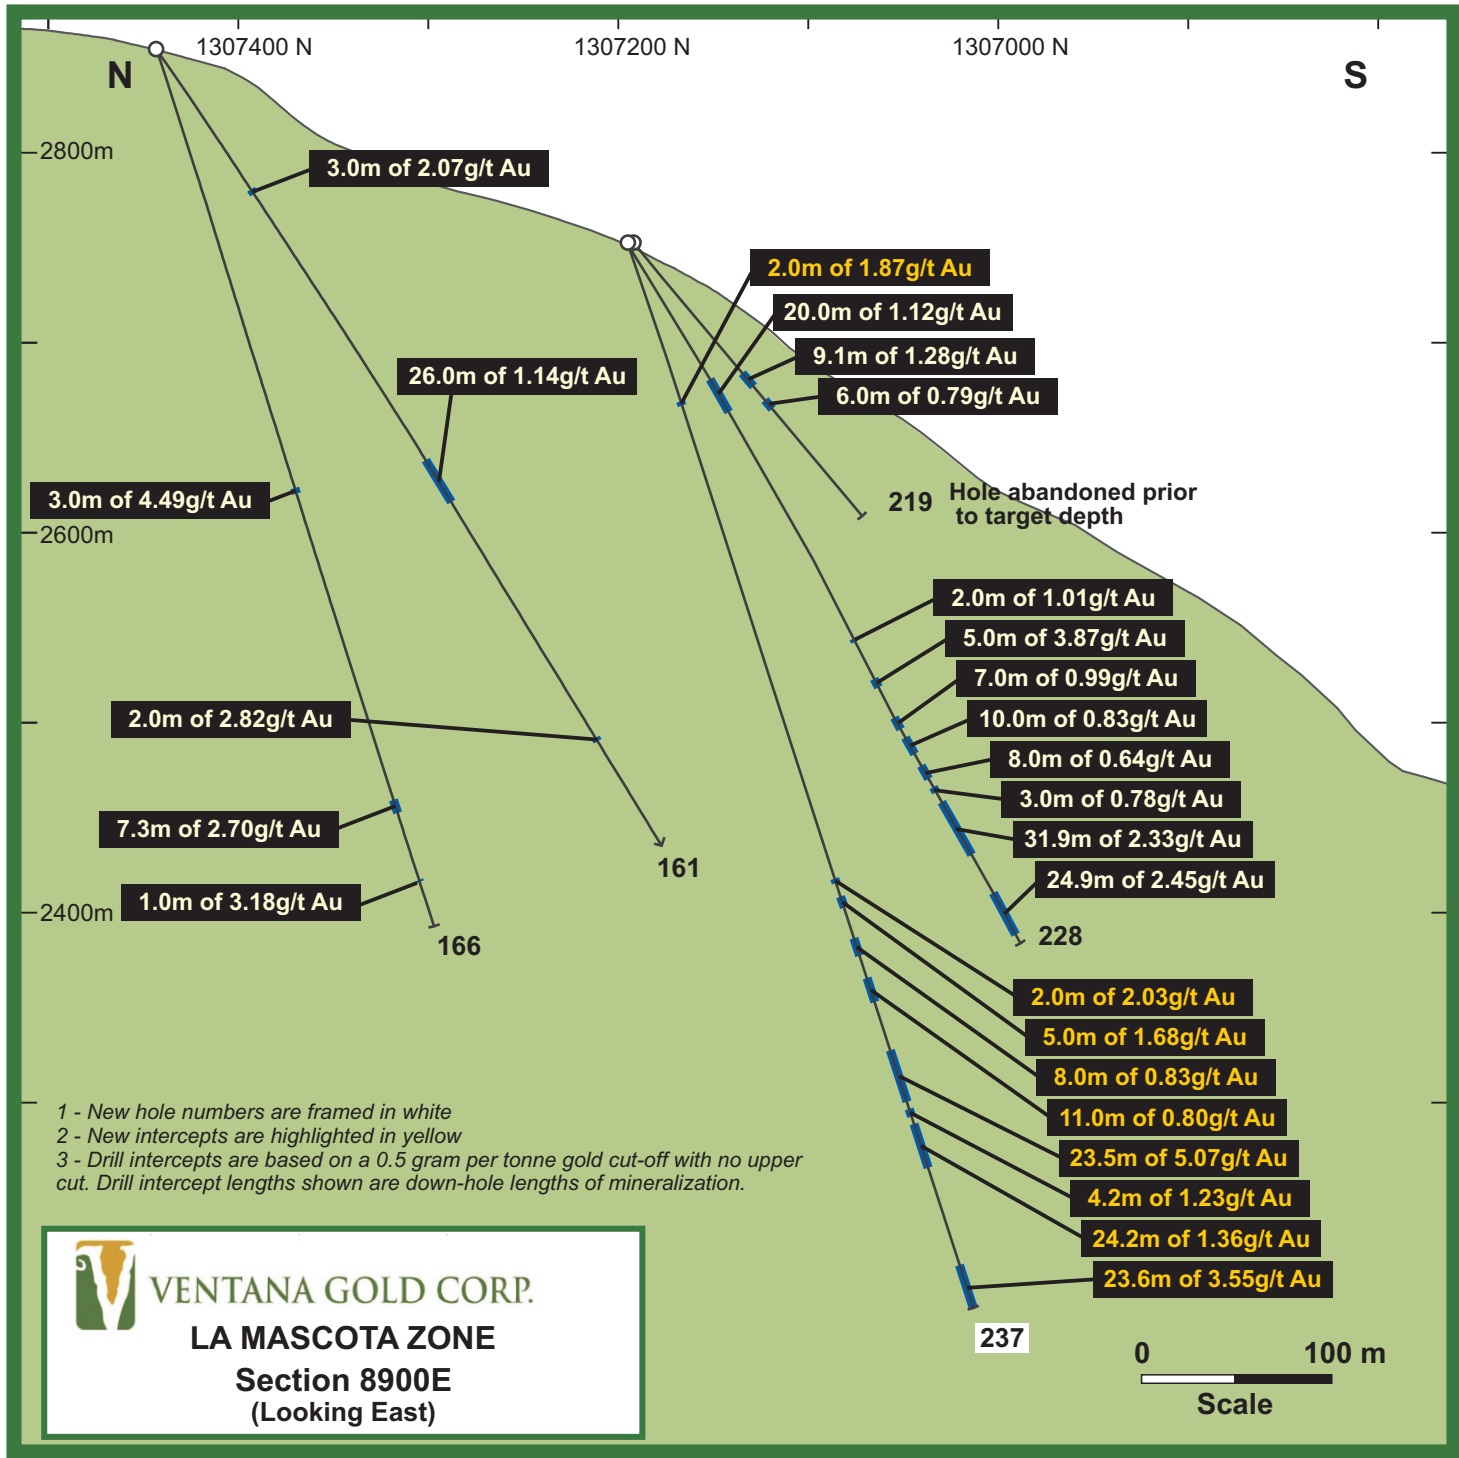 1307400 N
1307200 N
1307000 N
N
S
2800m
3.0m of 2.07g/t Au
2.0m of 1.87g/t Au
20.0m of 1.12g/t Au
9.1m of 1.28g/t Au
26.0m of 1.14g/t Au
6.0m of 0.79g/t Au
3.0m of 4.49g/t Au
219
Hole abandoned prior
to target depth
2600m
2.0m of 1.01g/t Au
5.0m of 3.87g/t Au
7.0m of 0.99g/t Au
2.0m of 2.82g/t Au
10.0m of 0.83g/t Au
8.0m of 0.64g/t Au
3.0m of 0.78g/t Au
7.3m of 2.70g/t Au
31.9m of 2.33g/t Au
161
24.9m of 2.45g/t Au
1.0m of 3.18g/t Au
2400m
166
228
2.0m of 2.03g/t Au
5.0m of 1.68g/t Au
8.0m of 0.83g/t Au
11.0m of 0.80g/t Au
23.5m of 5.07g/t Au
4.2m of 1.23g/t Au
24.2m of 1.36g/t Au
23.6m of 3.55g/t Au
237
1 - New hole numbers are framed in white
2 - New intercepts are highlighted in yellow
3 - Drill intercepts are based on a 0.5 gram per tonne gold cut-off with no upper
cut. Drill intercept lengths shown are down-hole lengths of mineralization.
VENTANA GOLD CORP.
LA MASCOTA ZONE
Section 8900E
(Looking East)
0
100 m
Scale